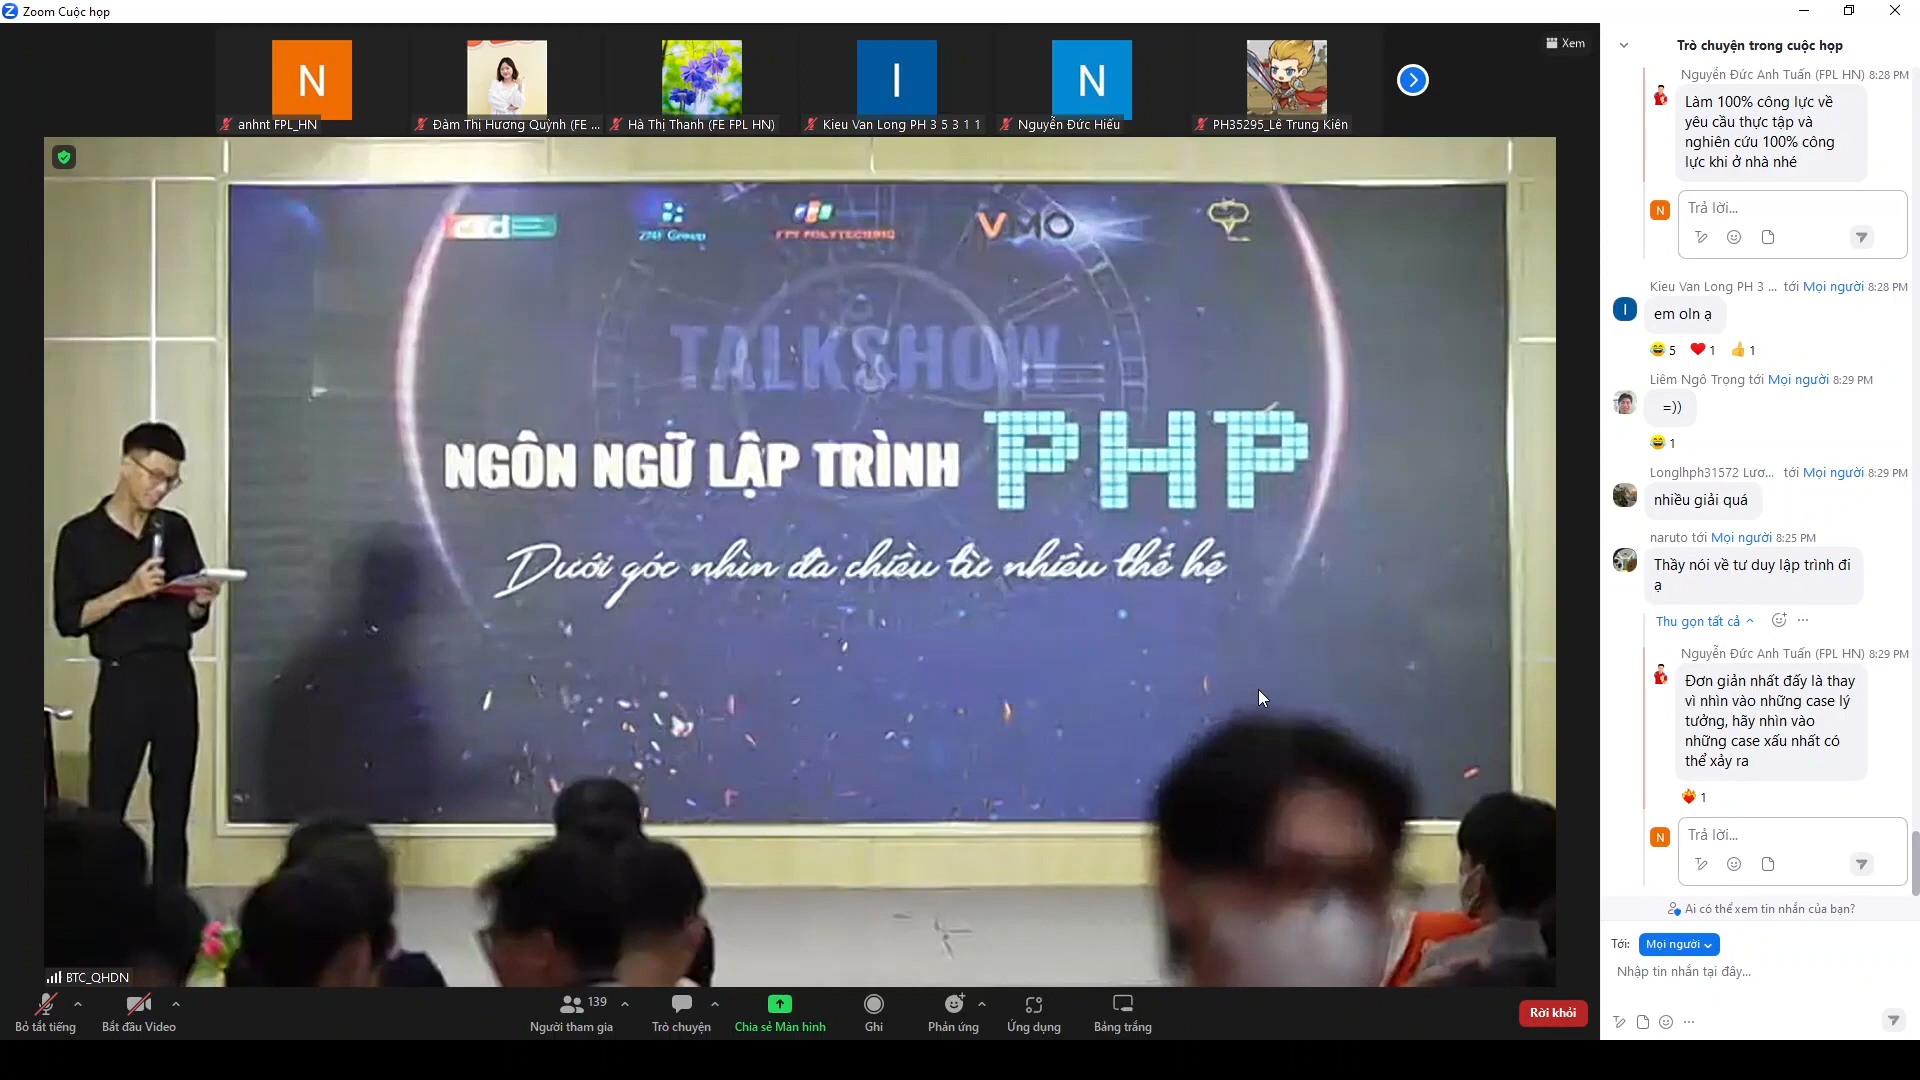 Zoom Cuộc họp
Xem
N
I
N
anhnt FPL_HN
Đàm Thị Hương Quỳnh (FE ...
Hà Thị Thanh (FE FPL HN)
Kieu Van Long PH 3 5 3 1 1
Nguyễn Đức Hiếu
PH35295_Lê Trung Kiên
FPT POLYTECHNIC
VMO
TALKSHOW
NGÔN NGỮ LẬP TRÌNH PHP
Dưới góc nhìn đa chiều từ nhiều thế hệ
BTC_QHDN
Bỏ tắt tiếng
Bắt đầu Video
139
Người tham gia
Trò chuyện
Chia sẻ Màn hình
Ghi
Phản ứng
Ứng dụng
Bảng trắng
Rời khỏi
Trò chuyện trong cuộc họp
Nguyễn Đức Anh Tuấn (FPL HN) 8:28 PM
Làm 100% công lực về
yêu cầu thực tập và
nghiên cứu 100% công
lực khi ở nhà nhé
N
Trả lời...
Kieu Van Long PH 3 ... tới Mọi người 8:28 PM
I
em oln ạ
5 1 1
Liêm Ngô Trọng tới Mọi người 8:29 PM
=))
1
Longlhph31572 Lươ... tới Mọi người 8:29 PM
nhiều giải quá
naruto tới Mọi người 8:25 PM
Thầy nói về tư duy lập trình đi
ạ
Thu gọn tất cả
Nguyễn Đức Anh Tuấn (FPL HN) 8:29 PM
Đơn giản nhất đấy là thay
vì nhìn vào những case lý
tưởng, hãy nhìn vào
những case xấu nhất có
thể xảy ra
1
N
Trả lời...
Ai có thể xem tin nhắn của bạn?
Tới: Mọi người
Nhập tin nhắn tại đây...